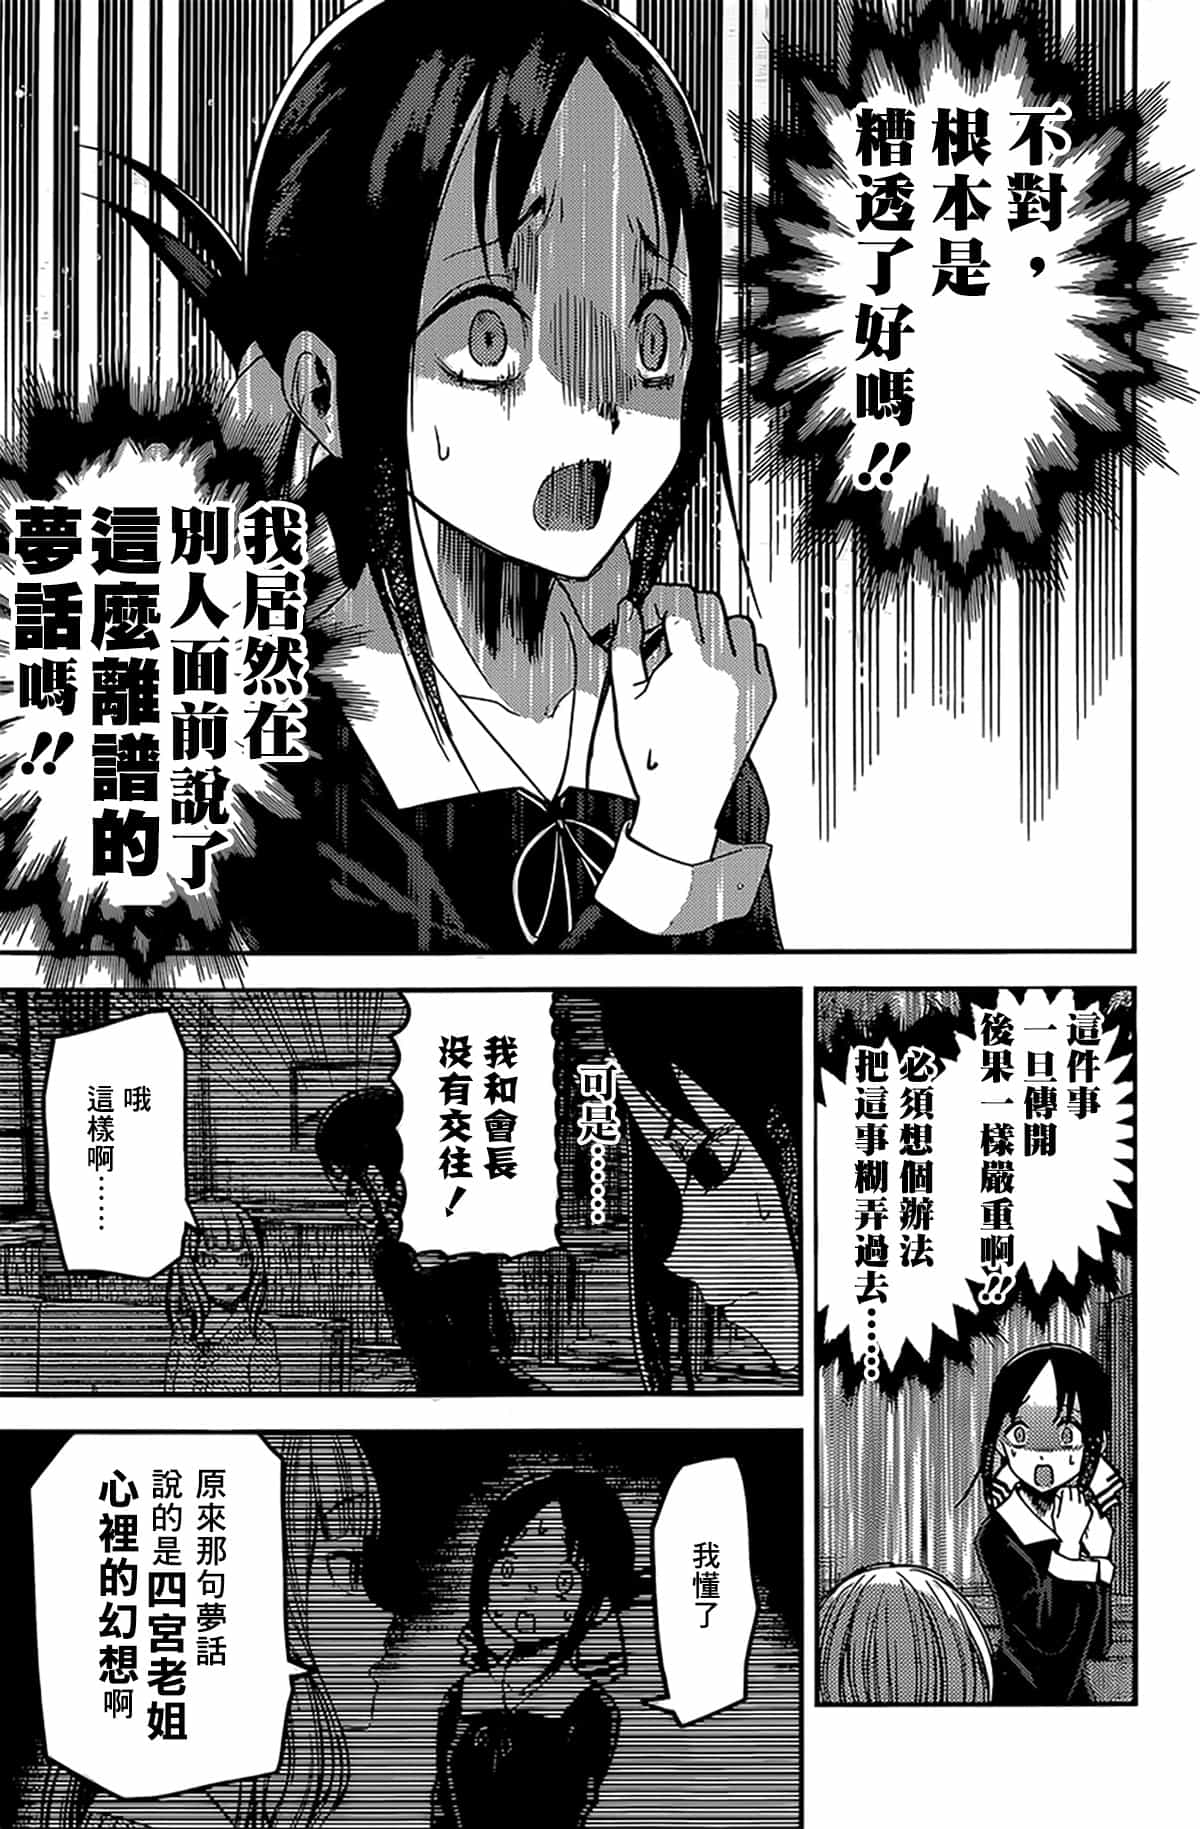 不對，
根本是
糟透了好嗎!!
我居然在
別人面前說了
這麼離譜的
夢話嗎!!
這件事
一旦傳開
後果一樣嚴重啊!!
必須想個辦法
把這事糊弄過去……
可是……
我和會長
没有交往！
哦
這樣啊……
我懂了
原來那句夢話
說的是四宮老姐
心裡的幻想啊